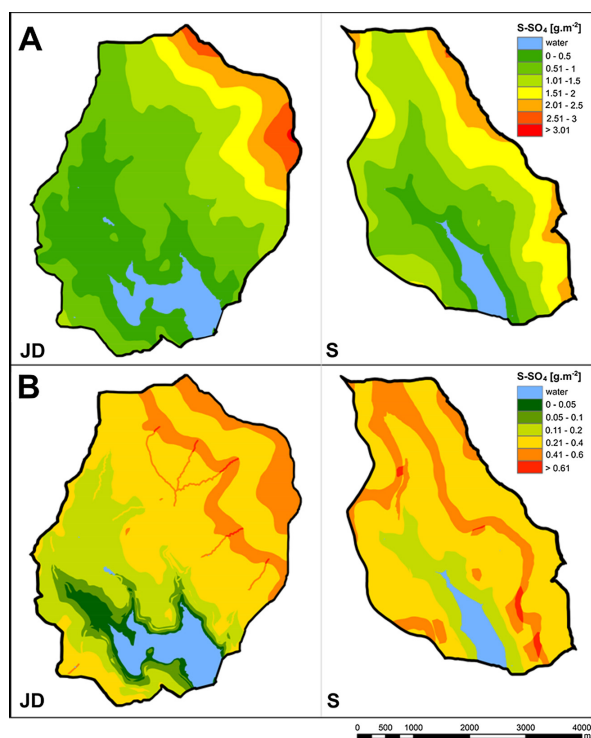 A
JD
S
S-SO4 [g.m-2]
water
0 - 0.5
0.51 - 1
1.01 -1.5
1.51 - 2
2.01 - 2.5
2.51 - 3
> 3.01
B
JD
S
S-SO4 [g.m-2]
water
0 - 0.05
0.05 - 0.1
0.11 - 0.2
0.21 - 0.4
0.41 - 0.6
> 0.61
0 500 1000 2000 3000 4000
m